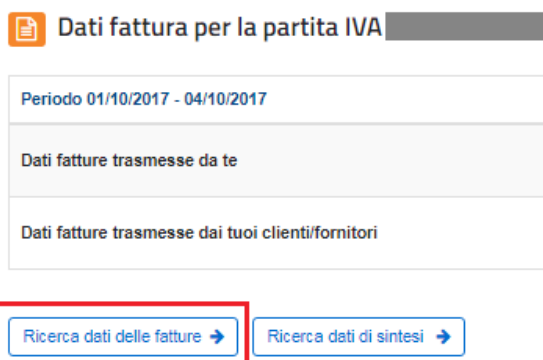 Dati fattura per la partita IVA
Periodo 01/10/2017 - 04/10/2017
Dati fatture trasmesse da te
Dati fatture trasmesse dai tuoi clienti/fornitori
Ricerca dati delle fatture → Ricerca dati di sintesi →